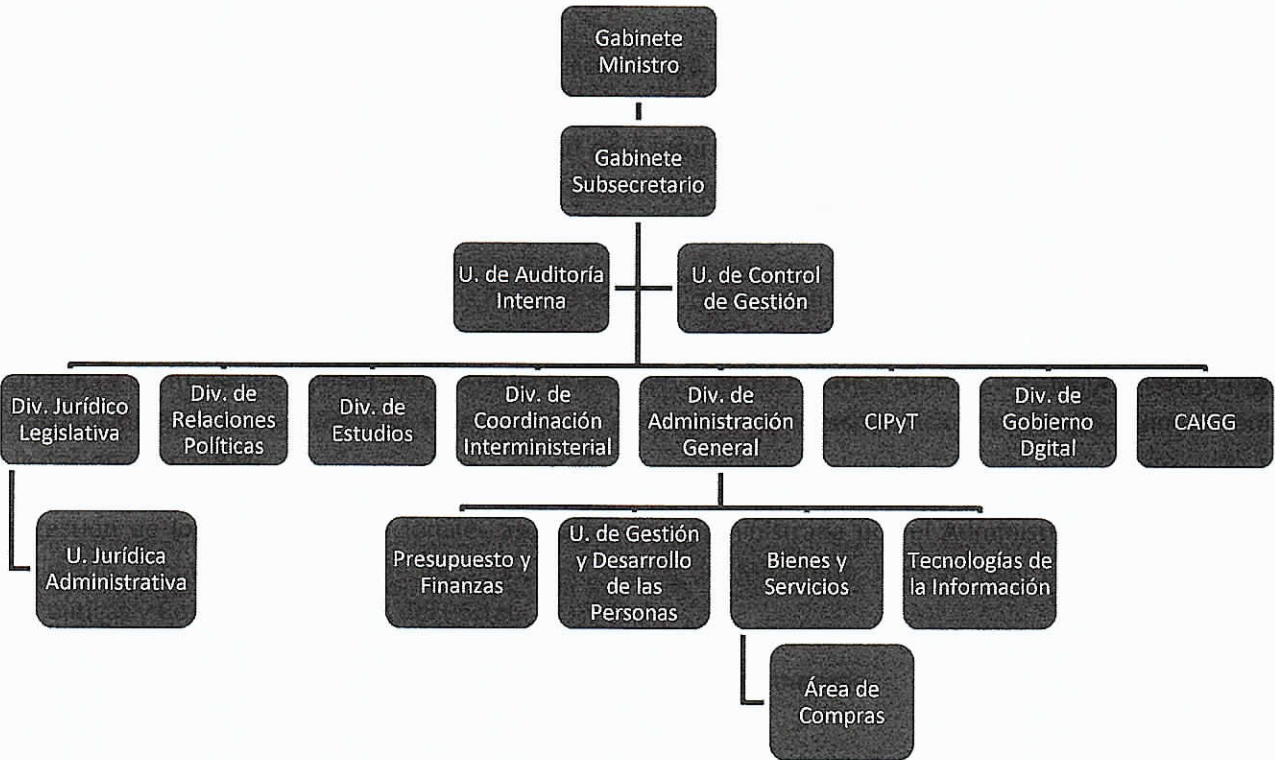 Gabinete
Ministro
Gabinete
Subsecretario
U. de Auditoría
Interna
U. de Control
de Gestión
Div. Jurídico
Legislativa
Div. de
Relaciones
Políticas
Div. de
Estudios
Div. de
Coordinación
Interministerial
Div. de
Administración
General
CIPyT
Div. de
Gobierno
Dgital
CAIGG
U. Jurídica
Administrativa
Presupuesto y
Finanzas
U. de Gestión
y Desarrollo
de las
Personas
Bienes y
Servicios
Tecnologías de
la Información
Área de
Compras